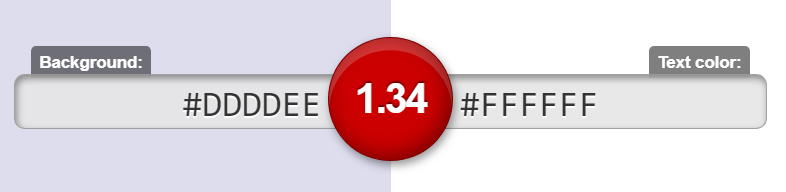 Background:
Text color:
#DDDDEE
1.34
#FFFFFF